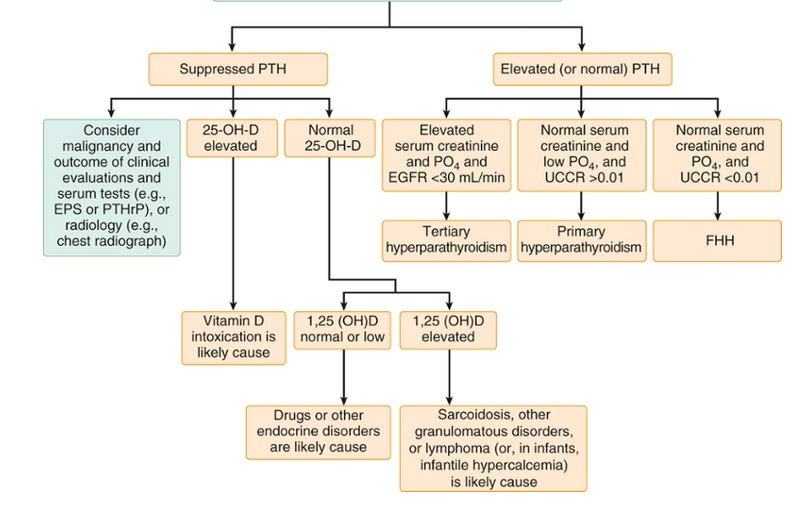 Suppressed PTH
Elevated (or normal) PTH
Consider
malignancy and
outcome of clinical
evaluations and
serum tests (e.g.,
EPS or PTHrP), or
radiology (e.g.,
chest radiograph)
25-OH-D
elevated
Normal
25-OH-D
Elevated
serum creatinine
and PO₄ and
EGFR <30 mL/min
Normal serum
creatinine and
low PO₄, and
UCCR >0.01
Normal serum
creatinine and
PO₄, and
UCCR <0.01
Tertiary
hyperparathyroidism
Primary
hyperparathyroidism
FHH
Vitamin D
intoxication is
likely cause
1,25 (OH)D
normal or low
1,25 (OH)D
elevated
Drugs or other
endocrine disorders
are likely cause
Sarcoidosis, other
granulomatous disorders,
or lymphoma (or, in infants,
infantile hypercalcemia)
is likely cause